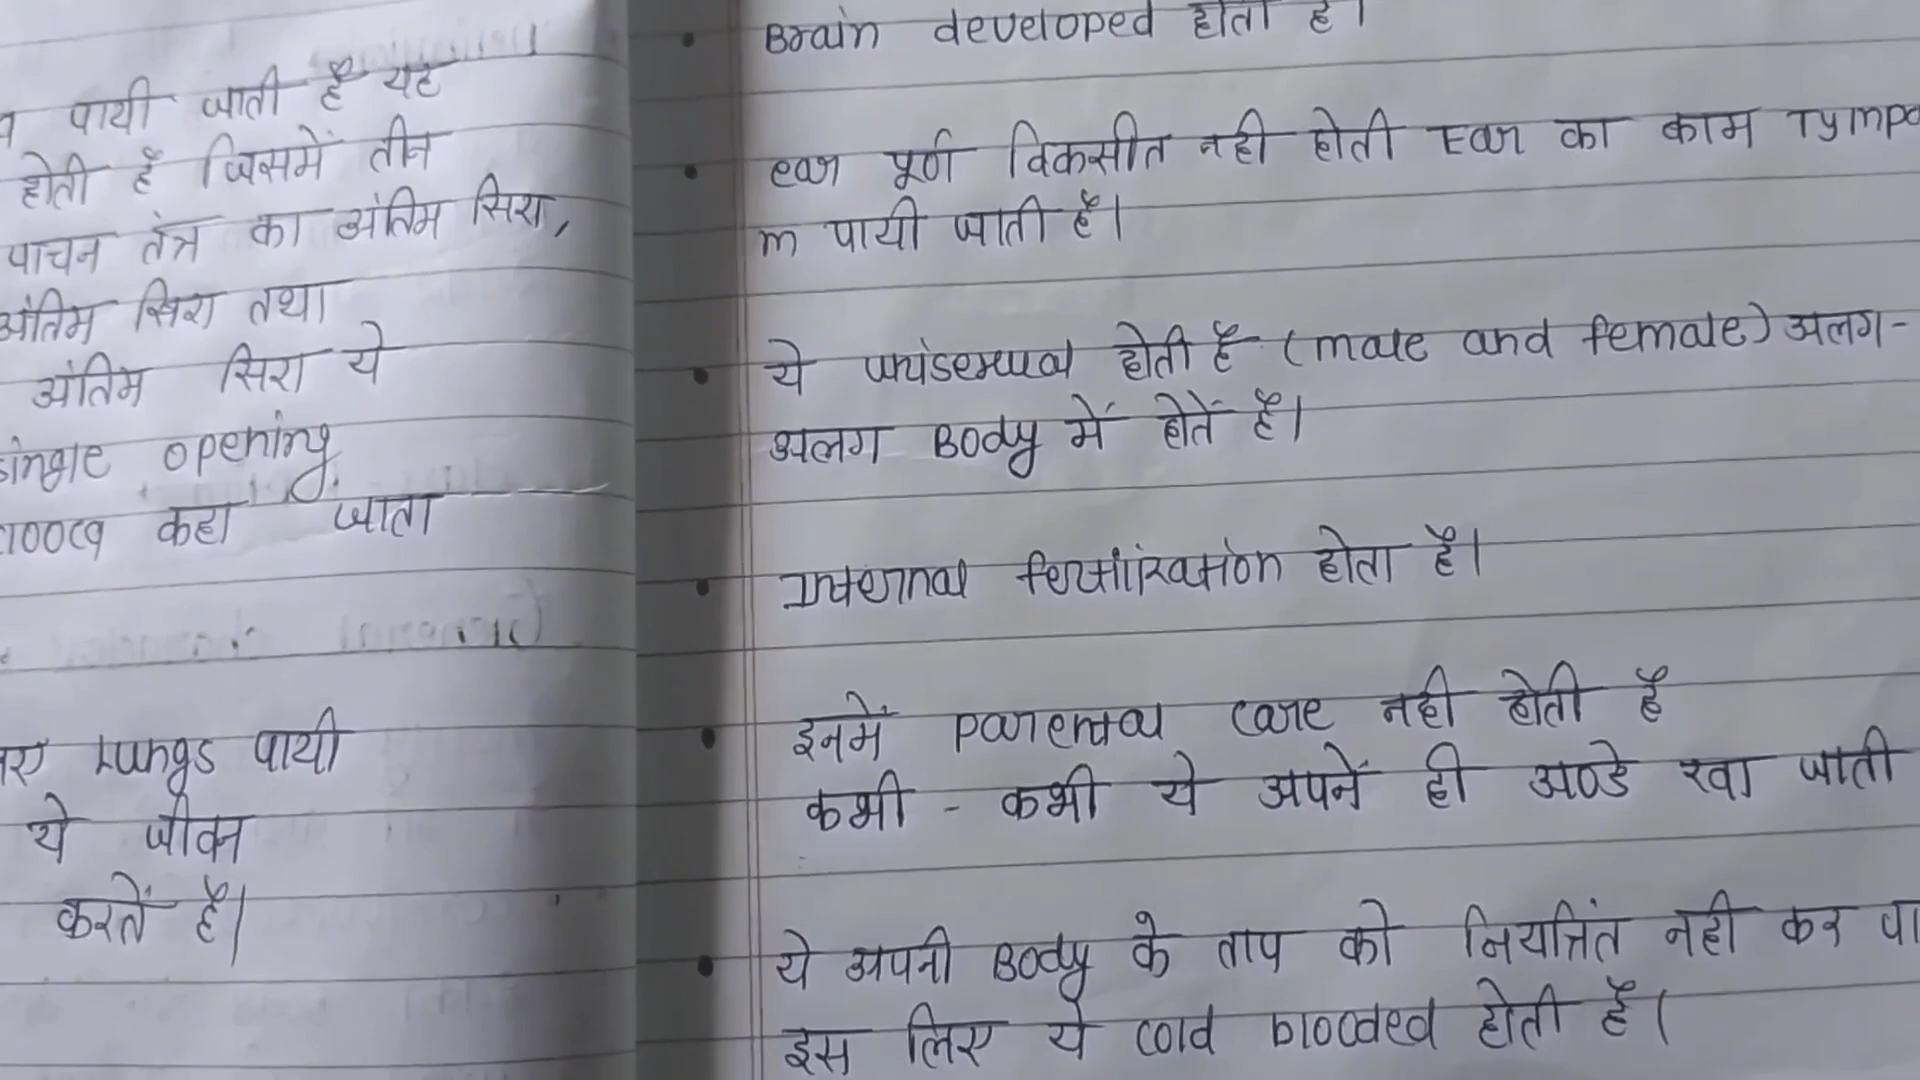 पायी जाती है यह
होती है जिसमें तीन
पाचन तंत्र का अंतिम सिरा,
अंतिम सिरा तथा
अंतिम सिरा ये
single opening
कहा जाता
Lungs पायी
ये जीवन
करतें है।
• Brain developed होता है।
• ear पूर्ण विकसीत नही होती Ear का काम Tympa
m पायी जाती है।
• ये unisexual होती है (male and female) अलग-
अलग Body में होतें है।
• Internal fertilization होता है।
• इनमें parental care नही होती है
कभी - कभी ये अपनें ही अण्डे खा जाती
• ये अपनी Body के ताप को नियत्रिंत नही कर पा
इस लिए ये cold blooded होती है।